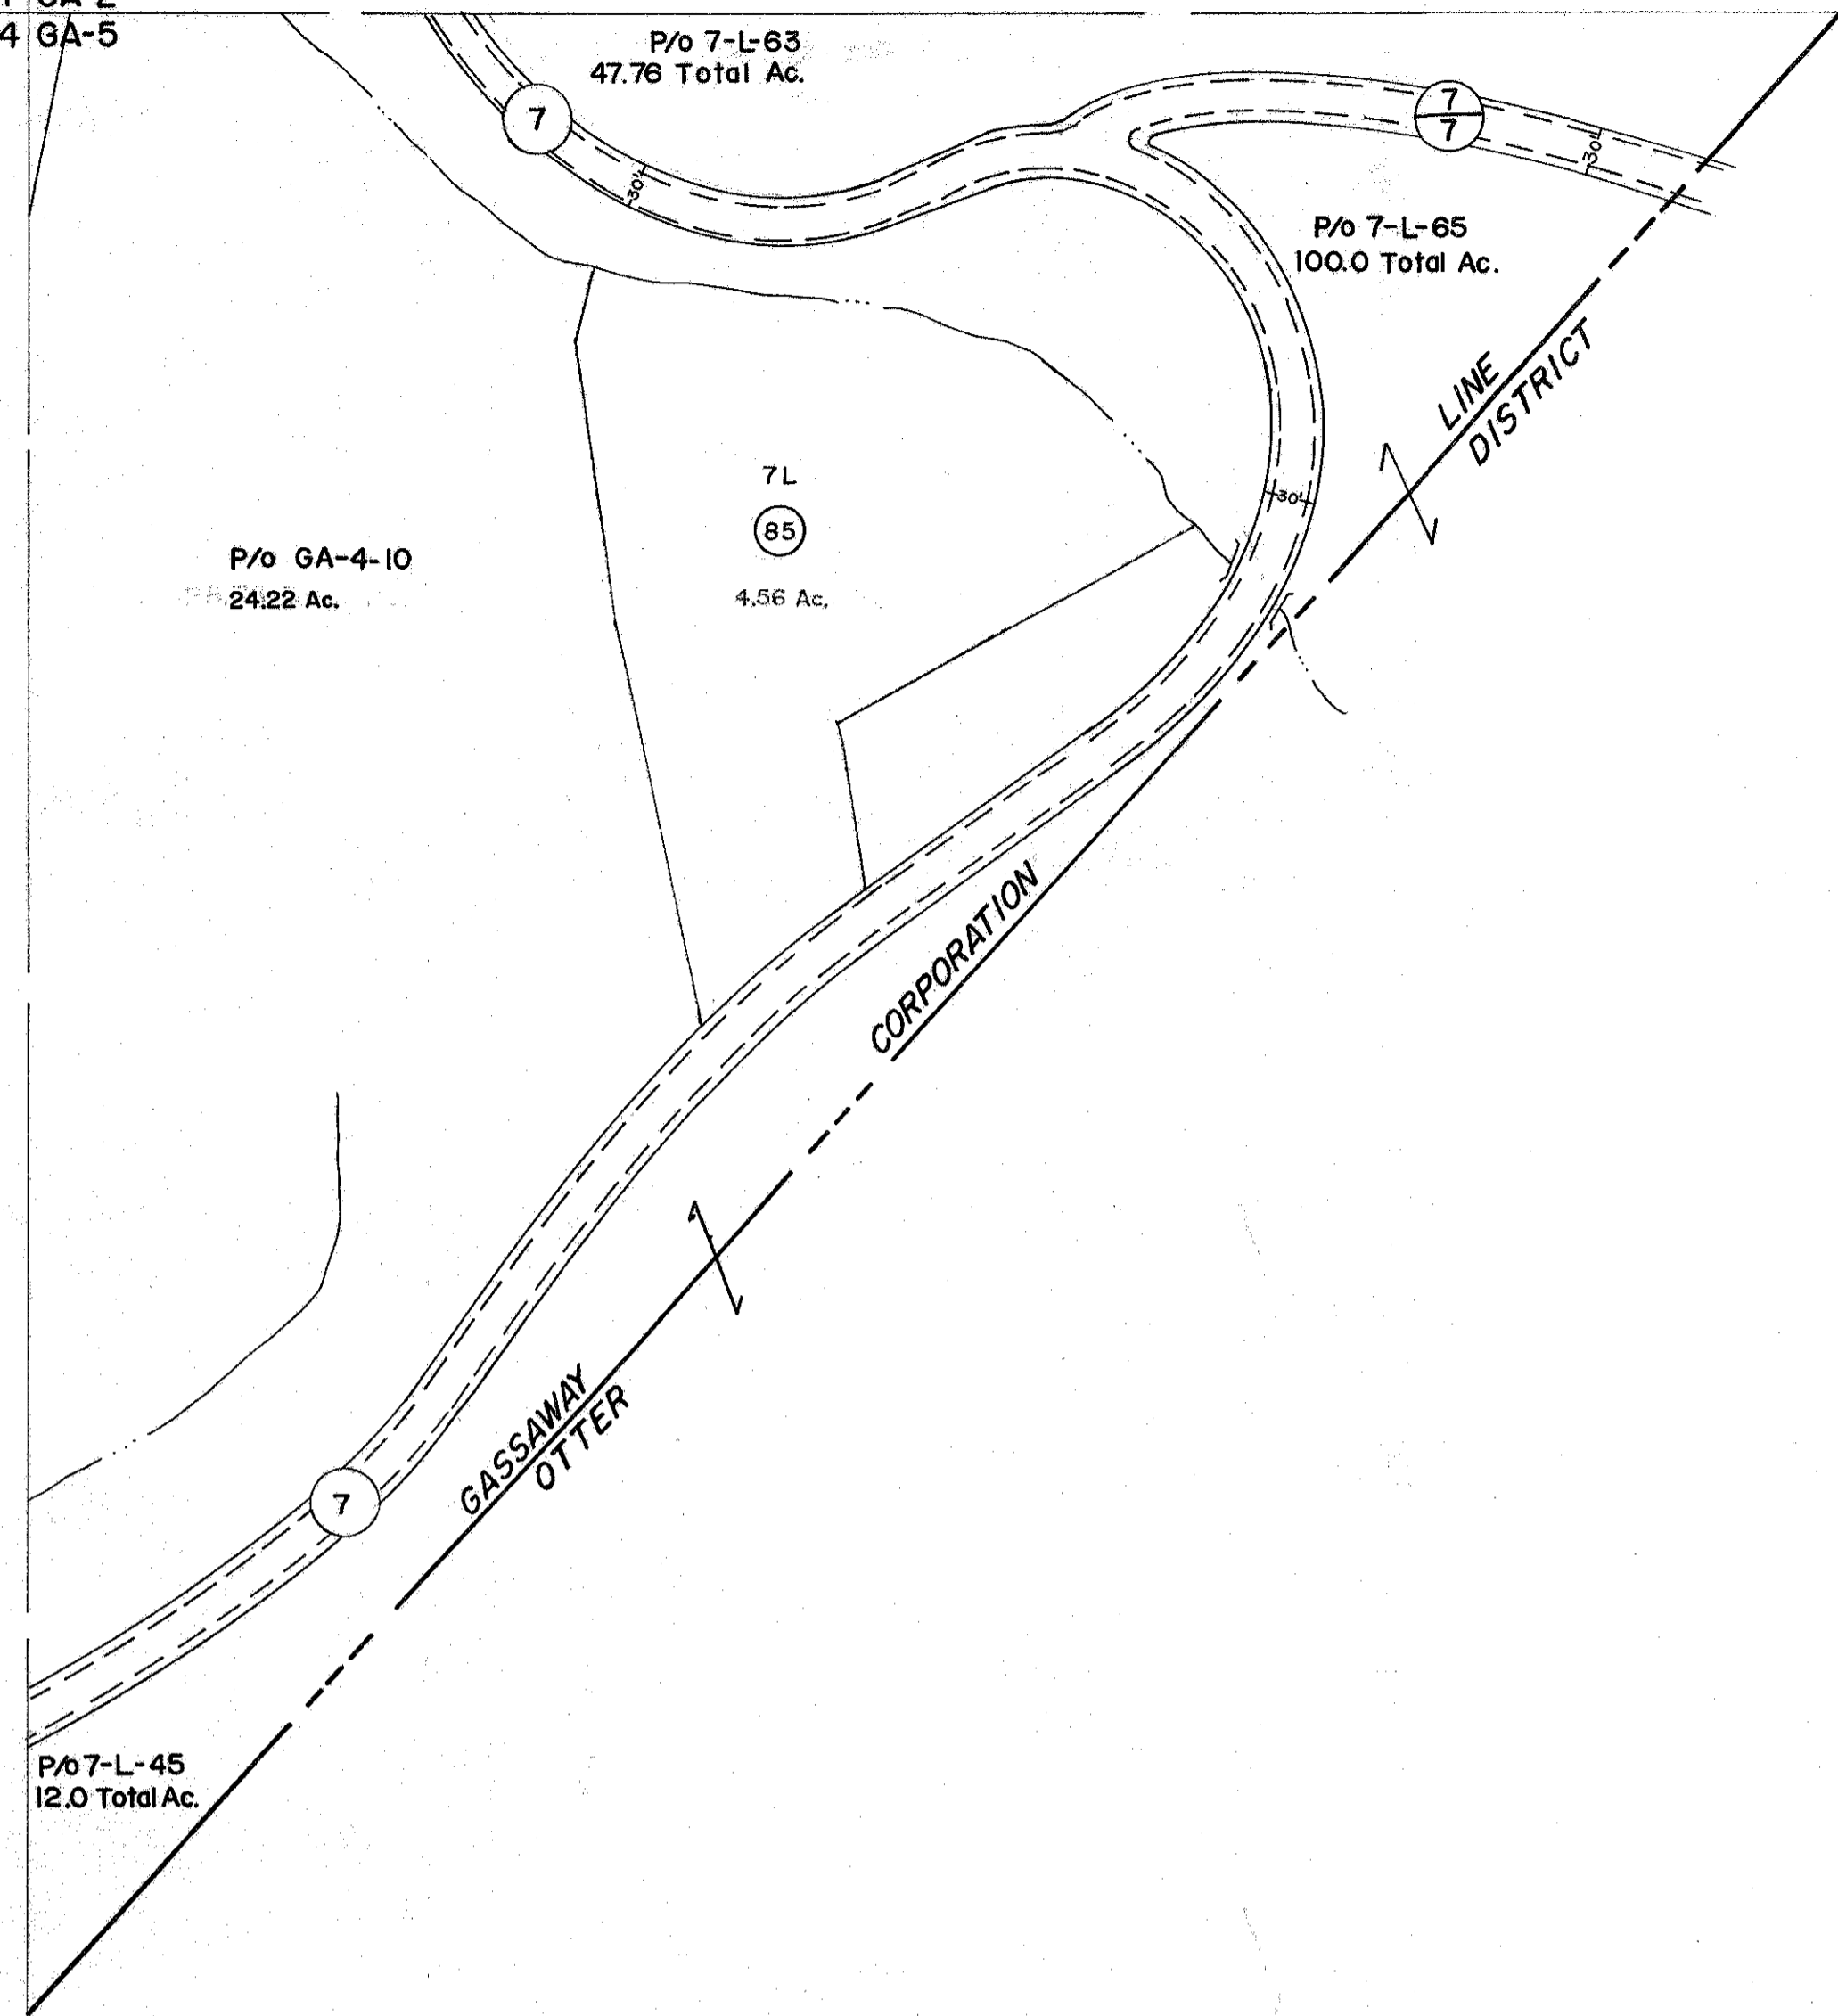 4 GA-5
P/o 7-L-63
47.76 Total Ac.
7
7
7
30'
30'
P/o 7-L-65
100.0 Total Ac.
LINE
DISTRICT
7L
85
4.56 Ac.
30'
P/o GA-4-10
24.22 Ac.
CORPORATION
GASSAWAY
OTTER
7
P/o 7-L-45
12.0 Total Ac.